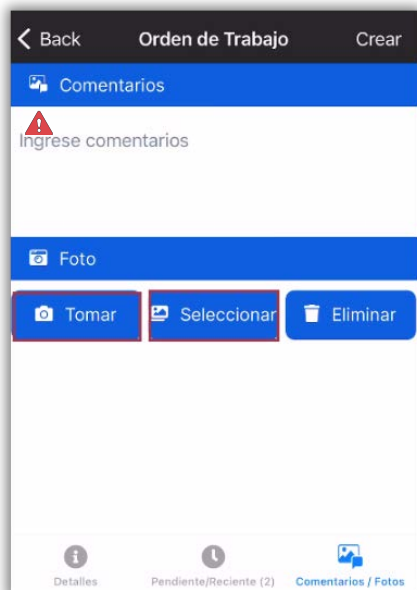 Back Orden de Trabajo Crear
Comentarios
Ingrese comentarios
Foto
Tomar Seleccionar Eliminar
Detalles Pendiente/Reciente (2) Comentarios / Fotos